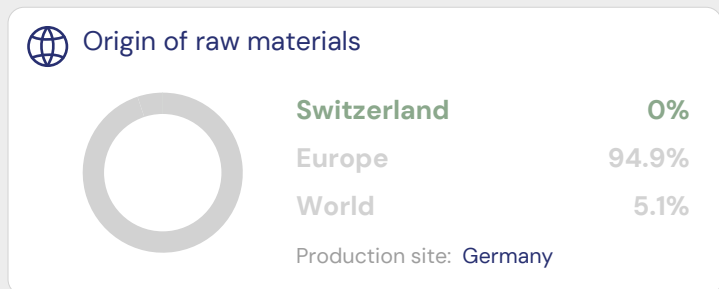 Origin of raw materials
Switzerland 0%
Europe 94.9%
World 5.1%
Production site: Germany